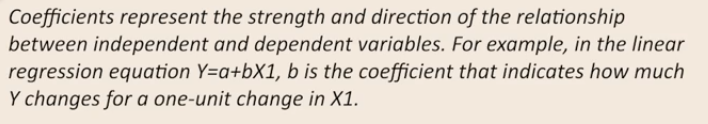 Coefficients represent the strength and direction of the relationship
between independent and dependent variables. For example, in the linear
regression equation Y=a+bX1, b is the coefficient that indicates how much
Y changes for a one-unit change in X1.